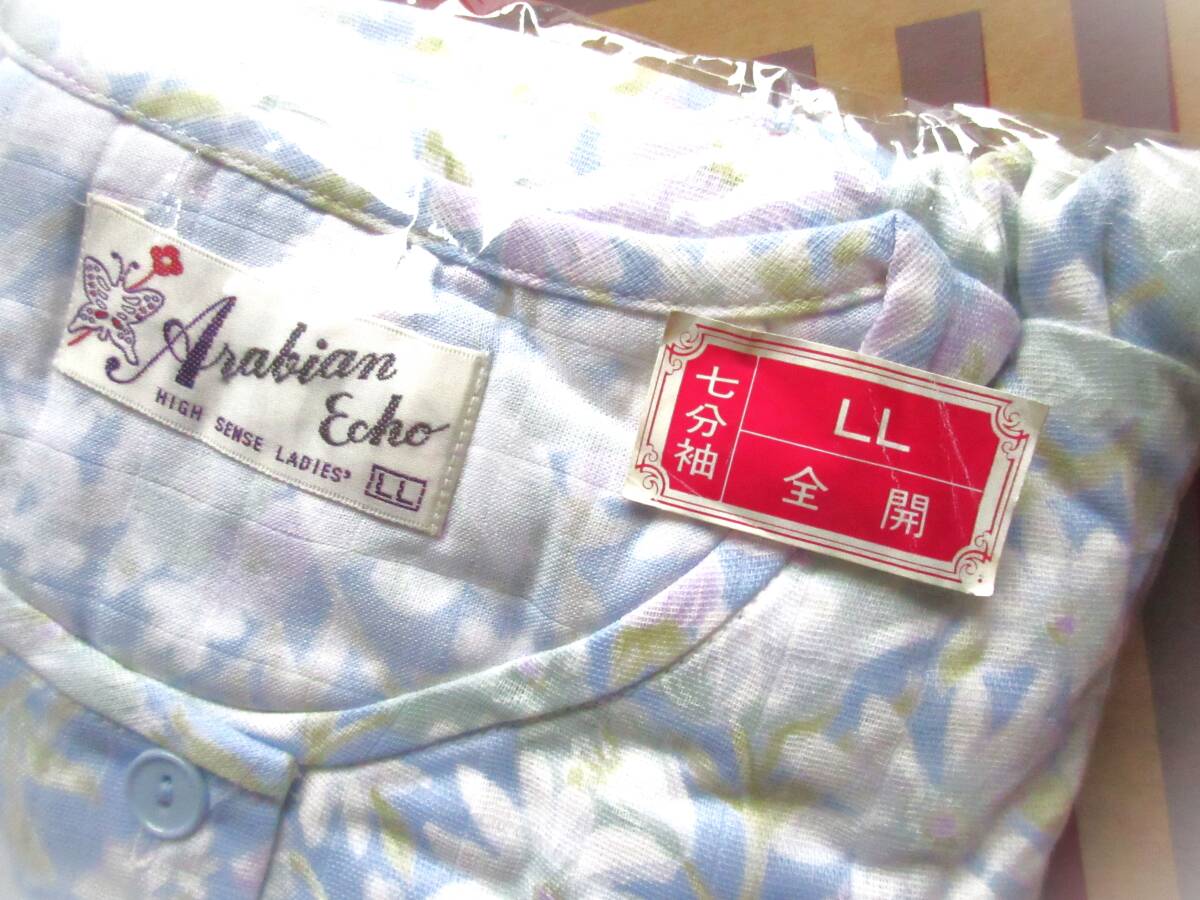 Arabian
Echo
HIGH SENSE LADIES'
LL
七分袖
LL
全開